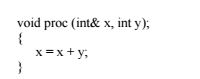 void proc (int& x, int y);
{
x = x + y;
}